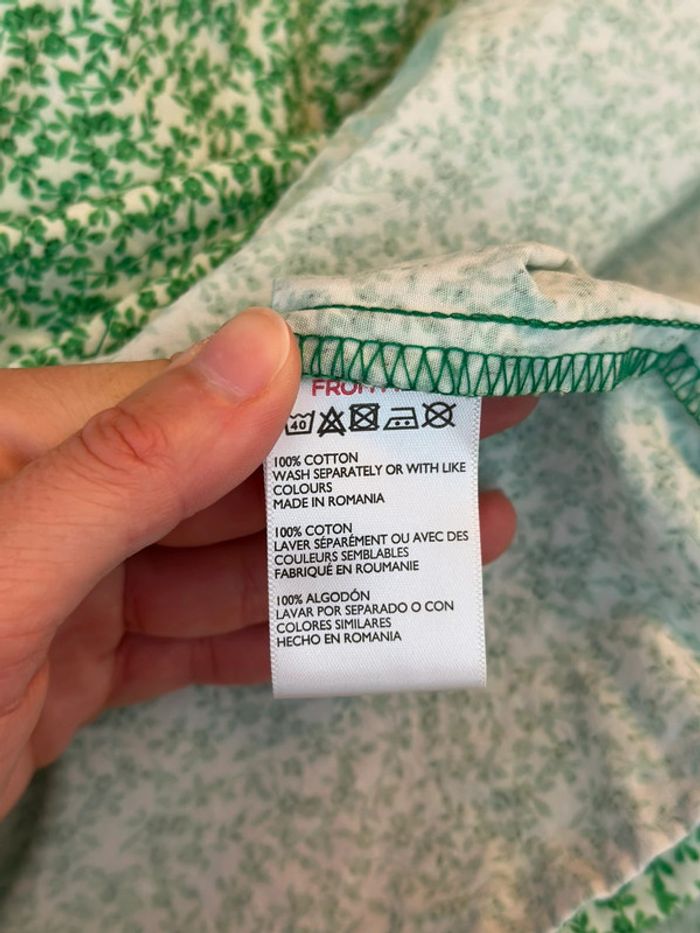 40
100% COTTON
WASH SEPARATELY OR WITH LIKE
COLOURS
MADE IN ROMANIA
100% COTON
LAVER SÉPARÉMENT OU AVEC DES
COULEURS SEMBLABLES
FABRIQUÉ EN ROUMANIE
100% ALGODÓN
LAVAR POR SEPARADO O CON
COLORES SIMILARES
HECHO EN ROMANIA